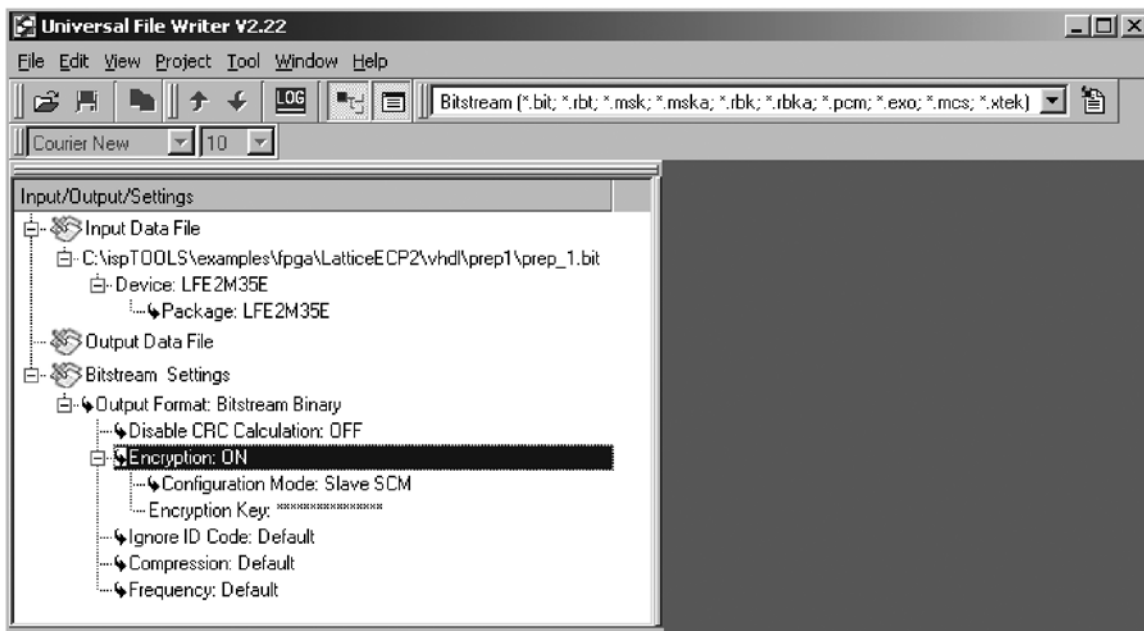 Universal File Writer V2.22
File Edit View Project Tool Window Help
LOG Bitstream (*.bit; *.rbt; *.msk; *.mska; *.rbk; *.rbka; *.pcm; *.exo; *.mcs; *.xtek)
Courier New 10
Input/Output/Settings
Input Data File
C:\ispTOOLS\examples\fpga\LatticeECP2\vhdl\prep1\prep_1.bit
Device: LFE2M35E
Package: LFE2M35E
Output Data File
Bitstream Settings
Output Format: Bitstream Binary
Disable CRC Calculation: OFF
Encryption: ON
Configuration Mode: Slave SCM
Encryption Key: ****************
Ignore ID Code: Default
Compression: Default
Frequency: Default